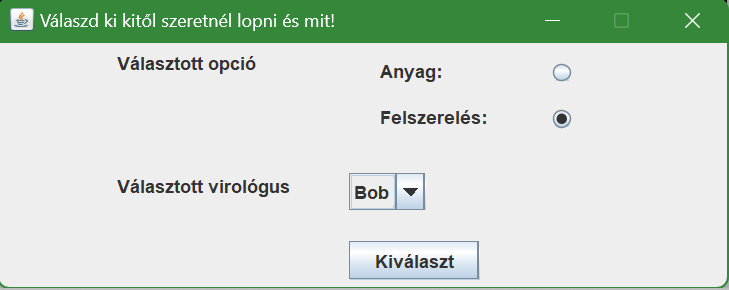 Válaszd ki kitől szeretnél lopni és mit!
Választott opció
Anyag:
Felszerelés:
Választott virológus
Bob
Kiválaszt